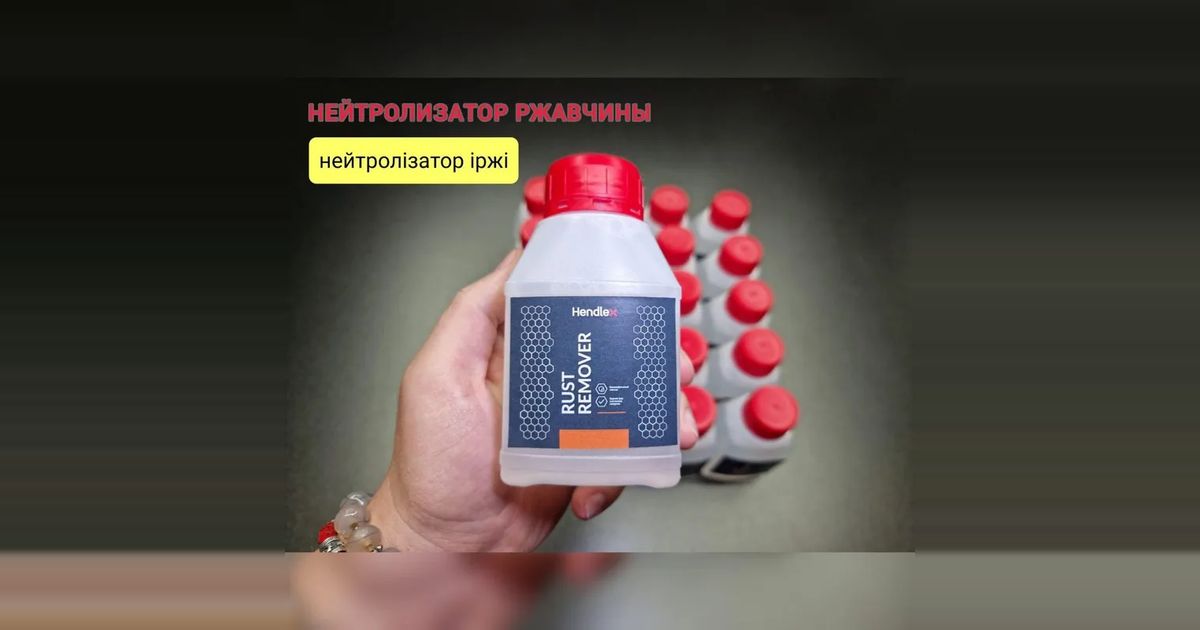 НЕЙТРОЛИЗАТОР РЖАВЧИНЫ
нейтролізатор іржі
Hendlex
RUST
REMOVER